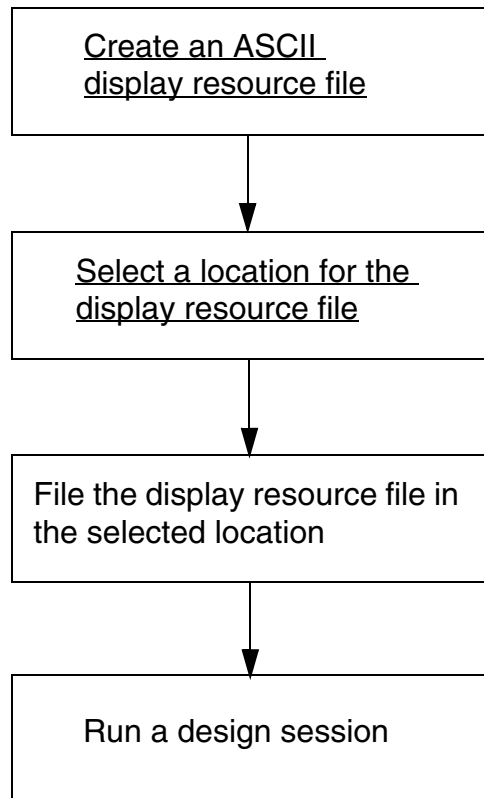 Create an ASCII
display resource file
Select a location for the
display resource file
File the display resource file in
the selected location
Run a design session